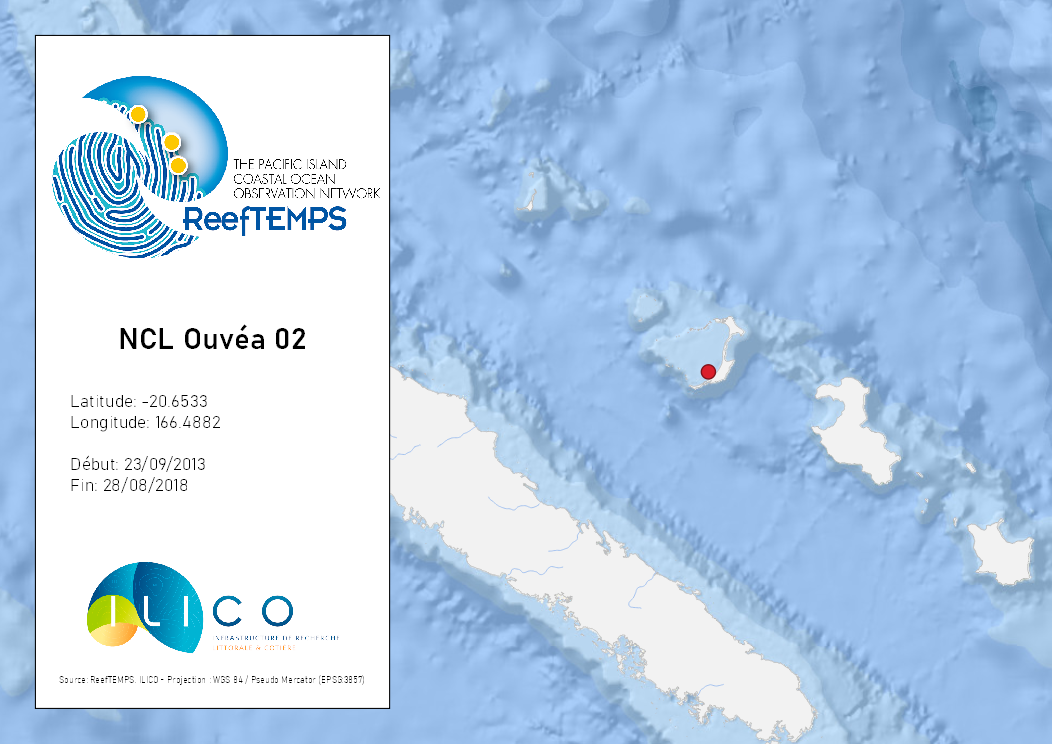 THE PACIFIC ISLAND
COASTAL OCEAN
OBSERVATION NETWORK
ReefTEMPS
NCL Ouvéa 02
Latitude: -20.6533
Longitude: 166.4882
Début: 23/09/2013
Fin: 28/08/2018
ILICO
INFRASTRUCTURE DE RECHERCHE
LITTORALE & CÔTIÈRE
Source: ReefTEMPS, ILICO - Projection : WGS 84 / Pseudo Mercator (EPSG:3857)